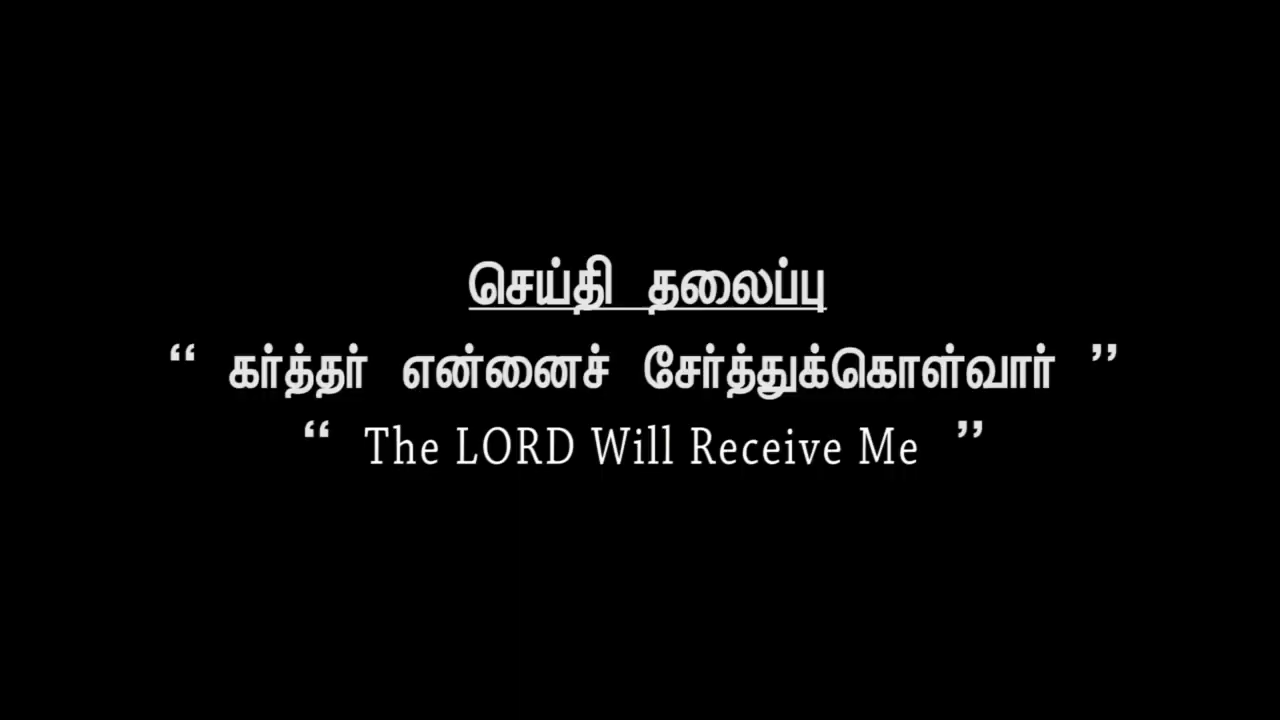 செய்தி தலைப்பு
“ கர்த்தர் என்னைச் சேர்த்துக்கொள்வார் ”
“ The LORD Will Receive Me ”